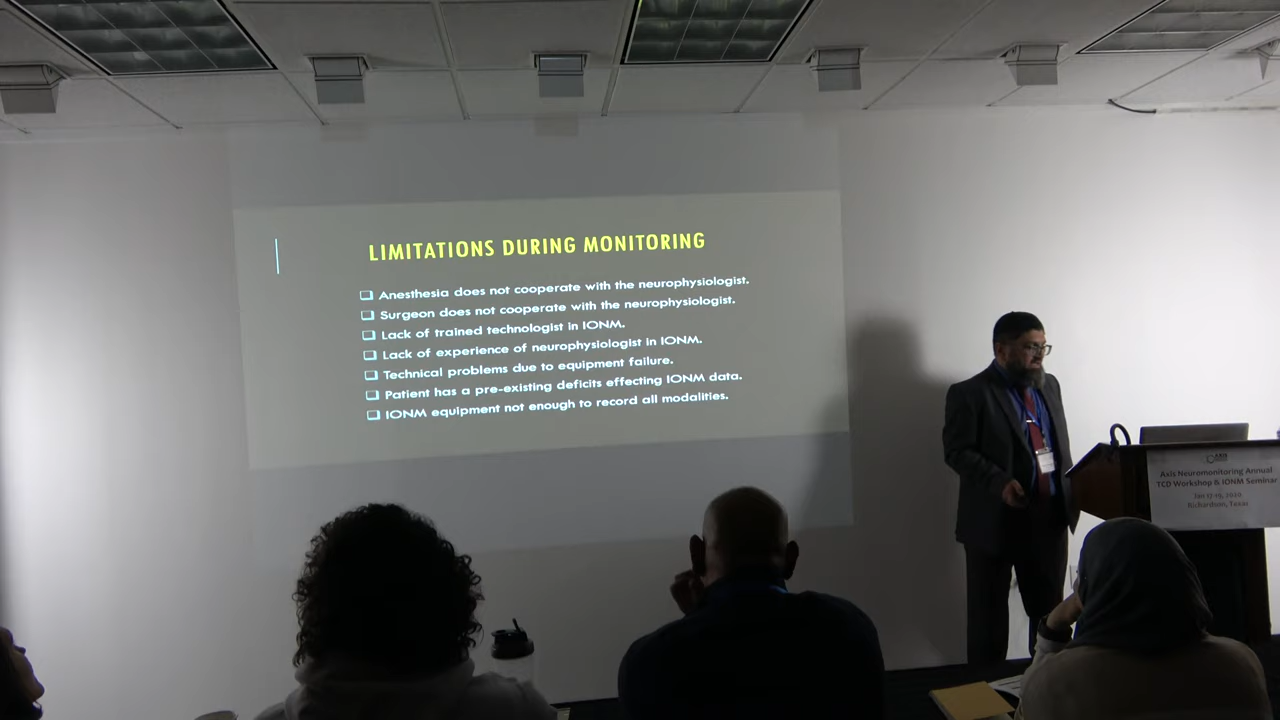 LIMITATIONS DURING MONITORING
Anesthesia does not cooperate with the neurophysiologist.
Surgeon does not cooperate with the neurophysiologist.
Lack of trained technologist in IONM.
Lack of experience of neurophysiologist in IONM.
Technical problems due to equipment failure.
Patient has a pre-existing deficits effecting IONM data.
IONM equipment not enough to record all modalities.
AXIS
Axis Neuromonitoring Annual
TCD Workshop & IONM Seminar
2020
Richardson, Texas